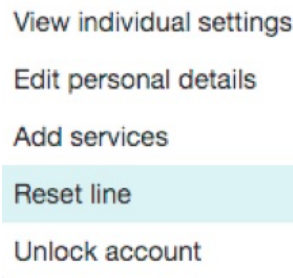 View individual settings
Edit personal details
Add services
Reset line
Unlock account